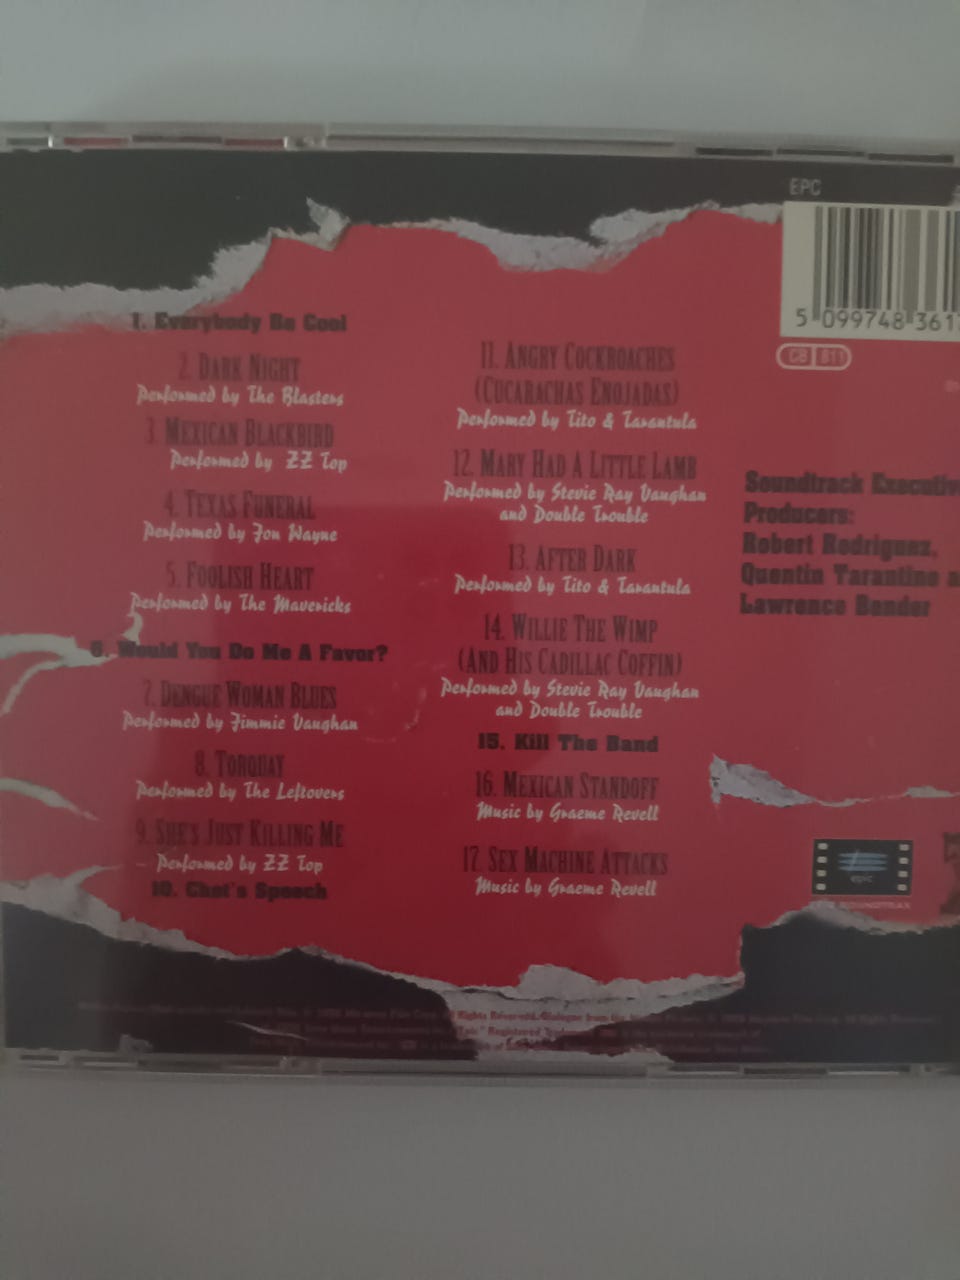 EPC
5 099748 361
CB 811
1. Everybody Be Cool
2. DARK NIGHT
Performed by The Blasters
3. MEXICAN BLACKBIRD
Performed by ZZ Top
4. TEXAS FUNERAL
Performed by Jon Wayne
5. FOOLISH HEART
Performed by The Mavericks
6. Would You Do Me A Favor?
7. DENGUE WOMAN BLUES
Performed by Jimmie Vaughan
8. TORQUAY
Performed by The Leftovers
9. SHE'S JUST KILLING ME
Performed by ZZ Top
10. Chet's Speech
11. ANGRY COCKROACHES
(CUCARACHAS ENOJADAS)
Performed by Tito & Tarantula
12. MARY HAD A LITTLE LAMB
Performed by Stevie Ray Vaughan
and Double Trouble
13. AFTER DARK
Performed by Tito & Tarantula
14. WILLIE THE WIMP
(AND HIS CADILLAC COFFIN)
Performed by Stevie Ray Vaughan
and Double Trouble
15. Kill The Band
16. MEXICAN STANDOFF
Music by Graeme Revell
17. SEX MACHINE ATTACKS
Music by Graeme Revell
Soundtrack Executiv
Producers:
Robert Rodriguez,
Quentin Tarantino a
Lawrence Bender
epic
SOUNDTRAX